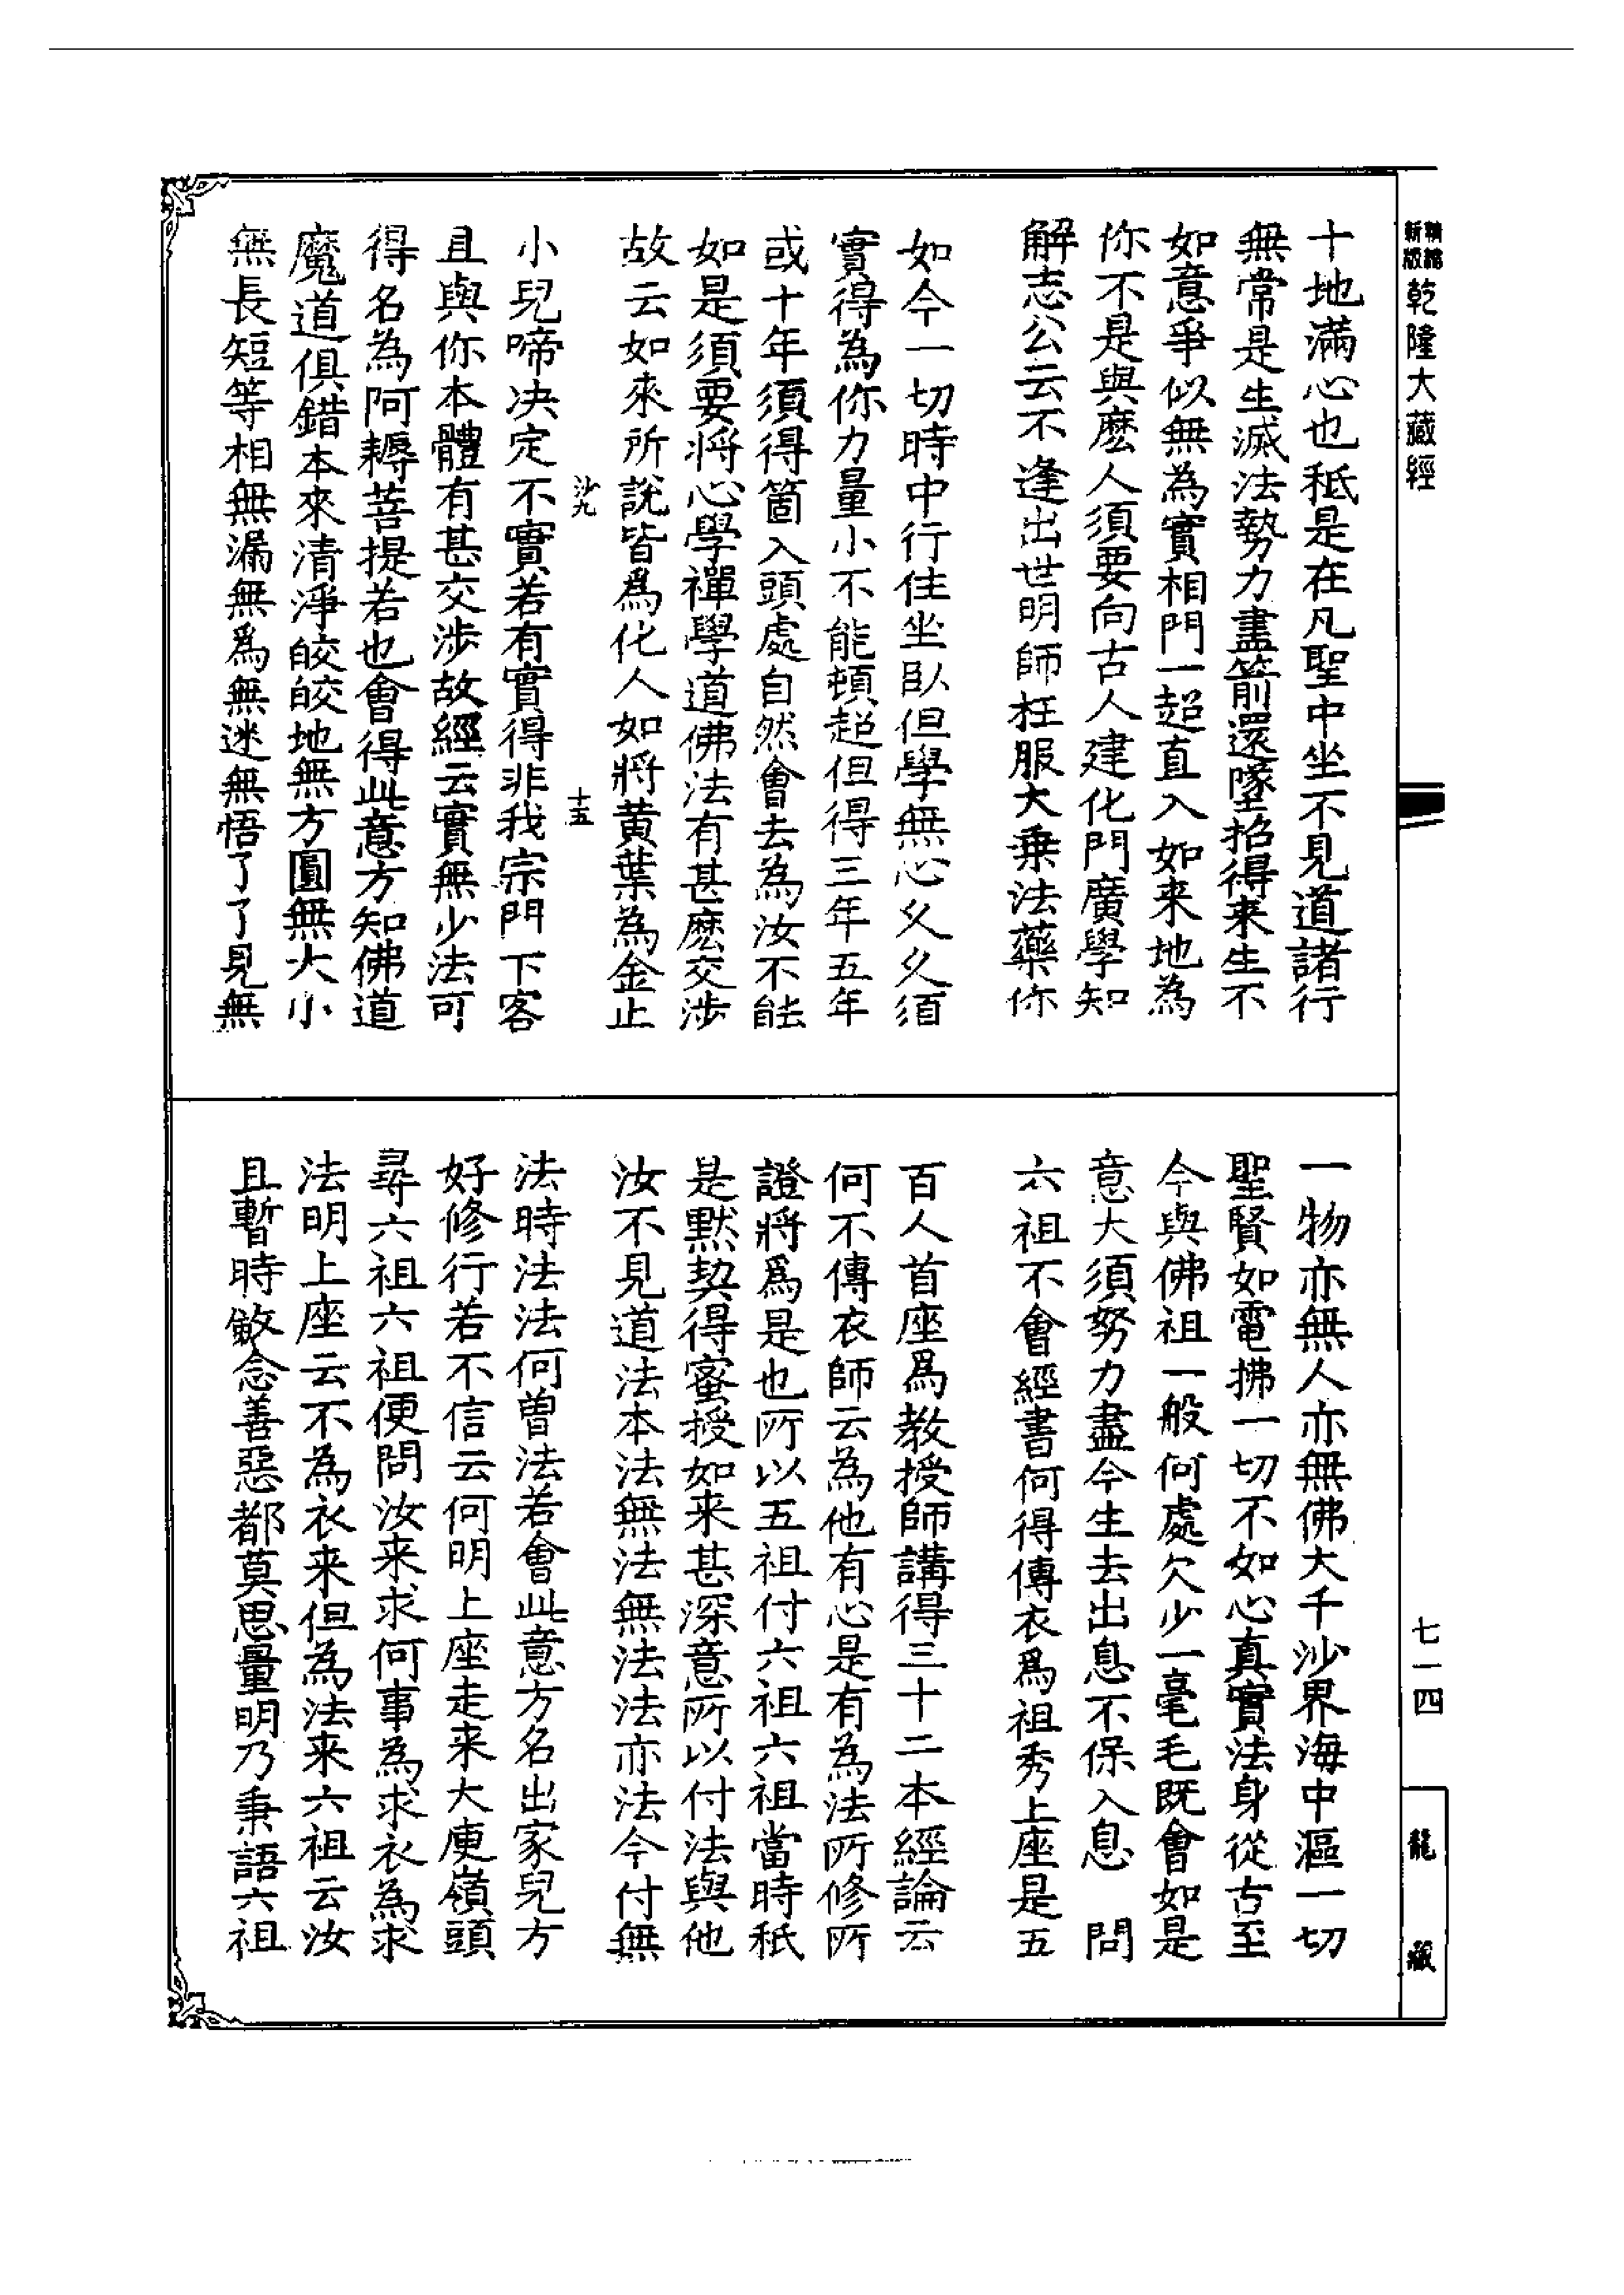 精縮新版乾隆大藏經
十地滿心也秖是在凡聖中坐不見道諸行
無常是生滅法勢力盡箭還墜招得來生不
如意爭似無為實相門一超直入如来地為
你不是與麽人須要向古人建化門廣學知
解志公云不逢出世明師枉服大乗法藥你
如今一切時中行住坐臥但學無心久久須
實得為你力量小不能頓超但得三年五年
或十年須得箇入頭處自然會去為汝不能
如是須要將心學禪學道佛法有甚麽交涉
故云如來所說皆爲化人如將黄葉為金止
沙九
十五
小兒啼决定不實若有實得非我宗門下客
且與你本體有甚交涉故經云實無少法可
得名為阿耨菩提若也會得此意方知佛道
魔道俱錯本來清淨皎皎地無方圓無大小
無長短等相無漏無爲無迷無悟了了見無
一物亦無人亦無佛大千沙界海中漚一切
聖賢如電拂一切不如心真實法身從古至
今與佛祖一般何處欠少一毫毛既會如是
意大須努力盡今生去出息不保入息　問
六祖不會經書何得傳衣爲祖秀上座是五
百人首座爲教授師講得三十二本經論云
何不傳衣師云為他有心是有為法所修所
證將爲是也所以五祖付六祖六祖當時秖
是黙契得蜜授如来甚深意所以付法與他
汝不見道法本法無法無法法亦法今付無
法時法法何曽法若會此意方名出家兒方
好修行若不信云何明上座走来大庾嶺頭
尋六祖六祖便問汝来求何事為求衣為求
法明上座云不為衣来但為法来六祖云汝
且暫時斂念善惡都莫思量明乃秉語六祖
七一四
龍藏